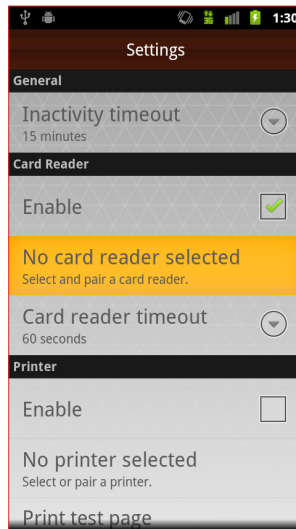 3G
1:30
Settings
General
Inactivity timeout
15 minutes
Card Reader
Enable
No card reader selected
Select and pair a card reader.
Card reader timeout
60 seconds
Printer
Enable
No printer selected
Select or pair a printer.
Print test page